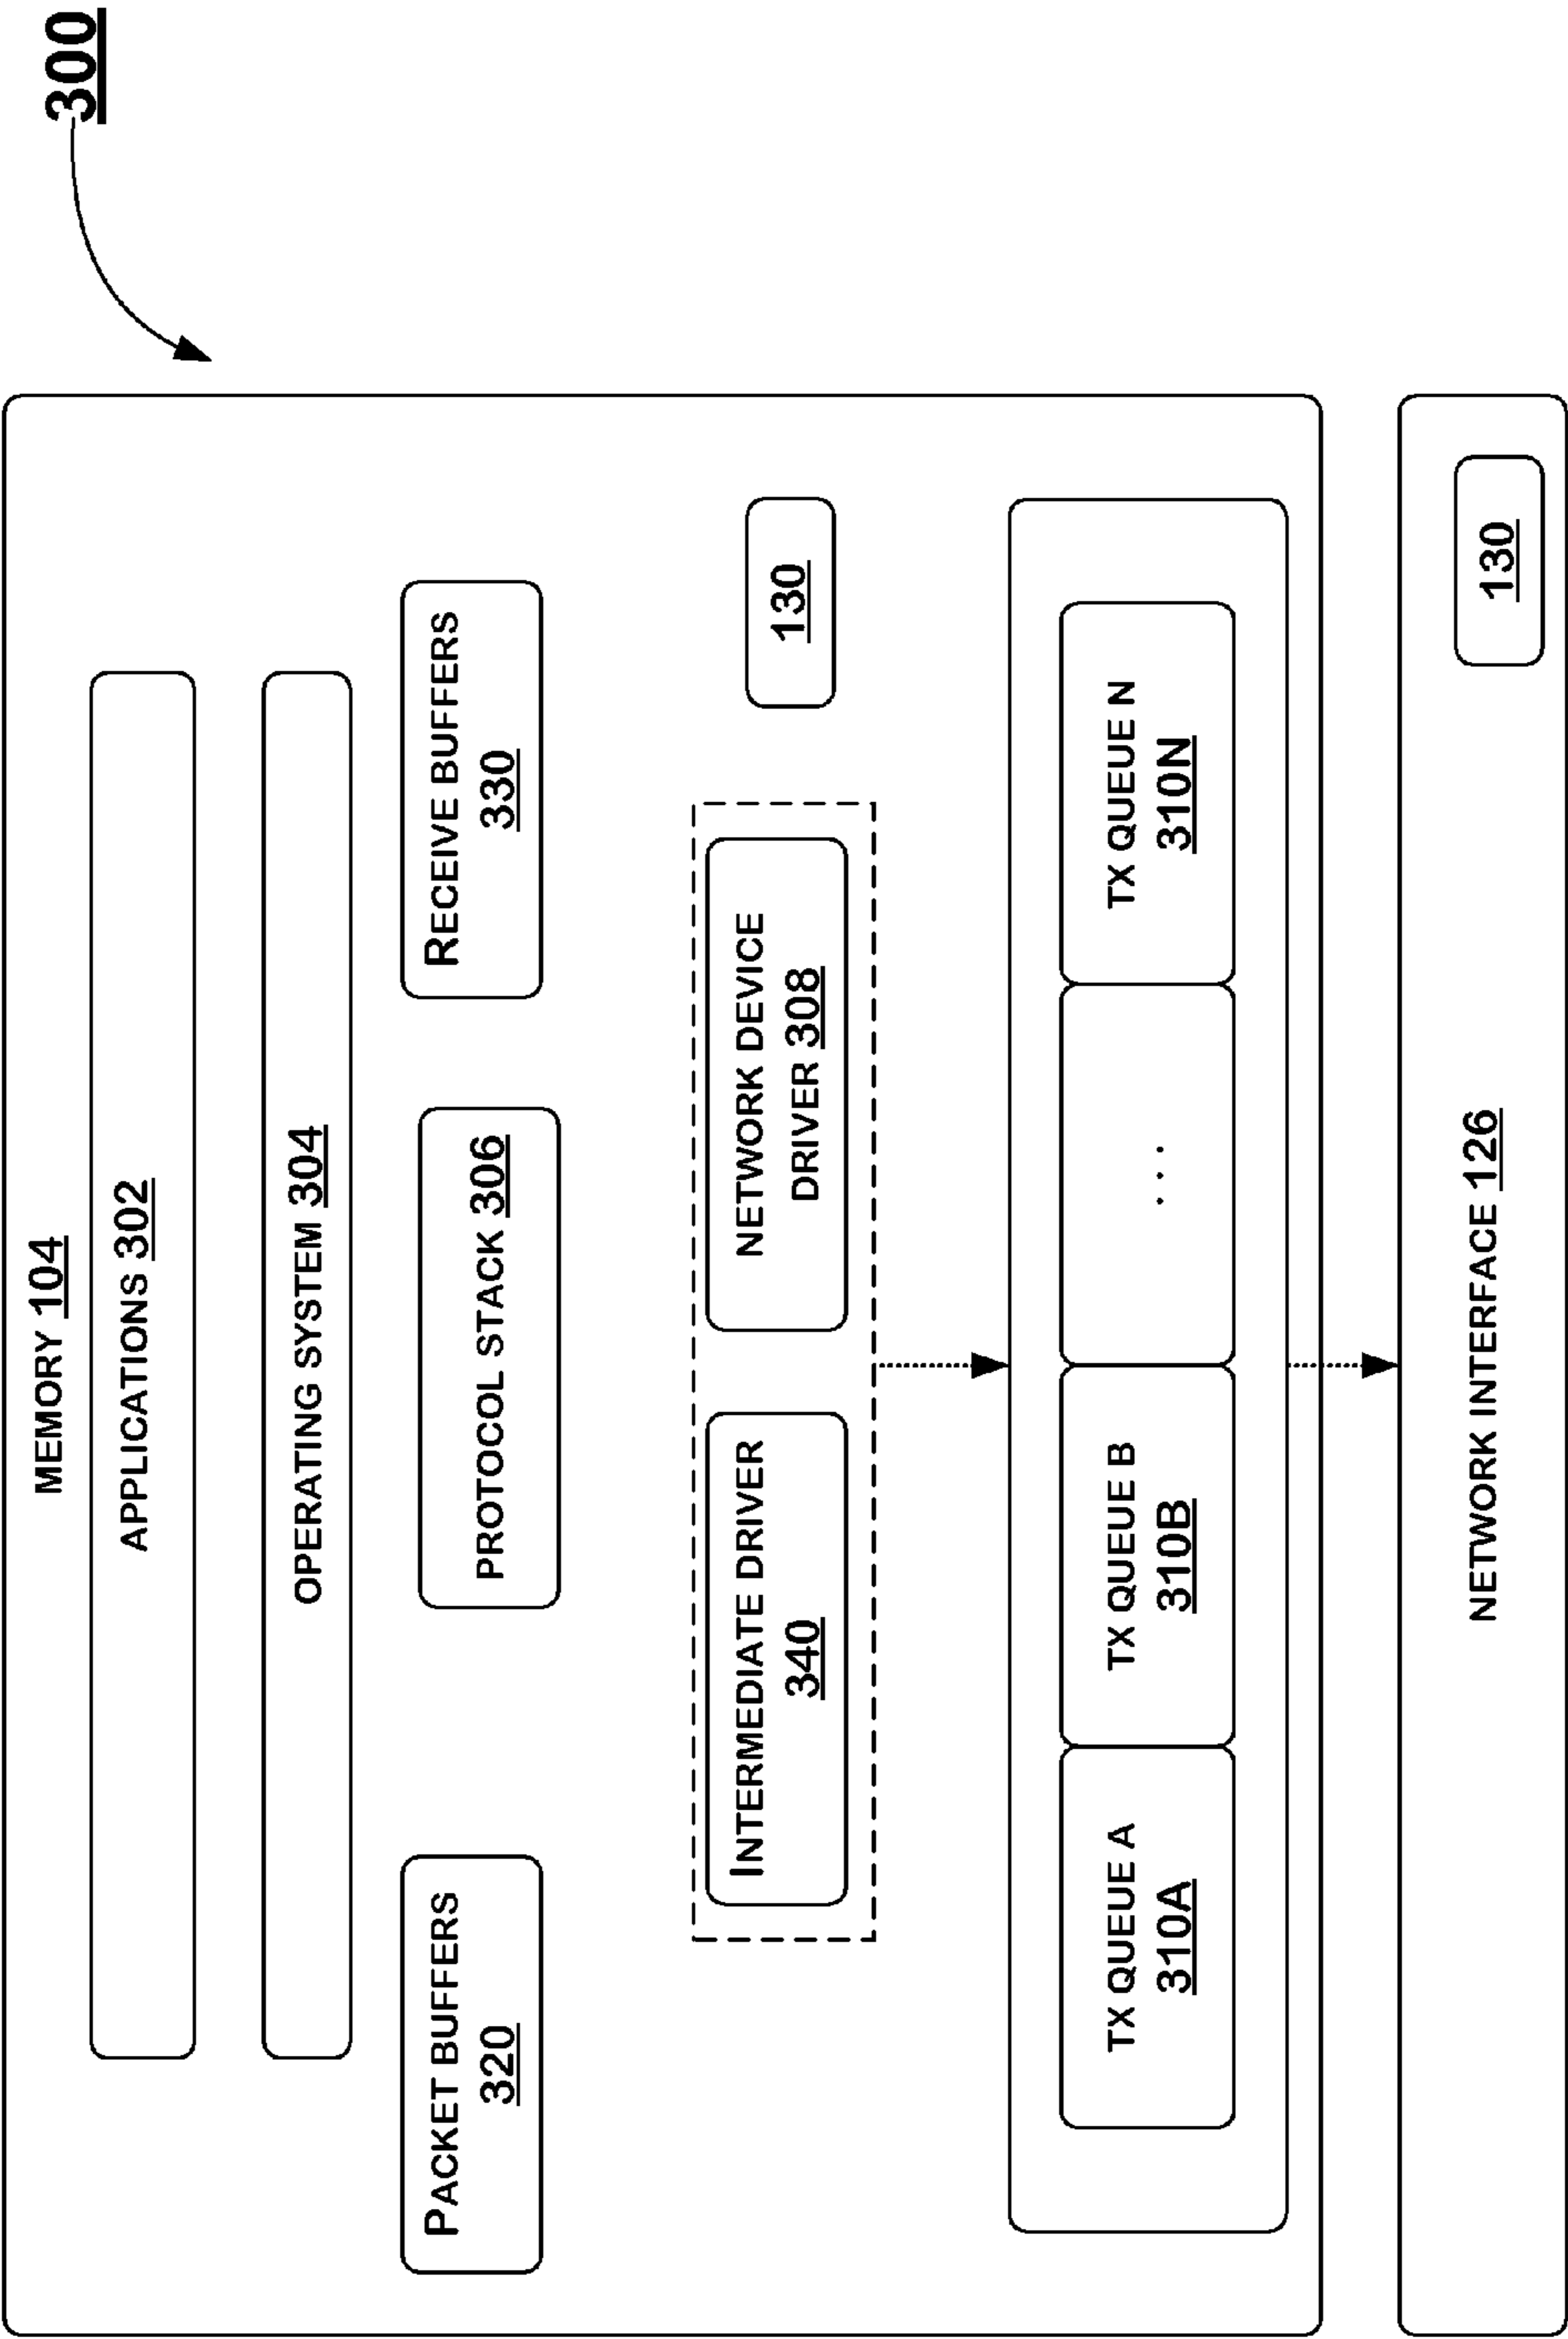 300
MEMORY 104
APPLICATIONS 302
OPERATING SYSTEM 304
PACKET BUFFERS
320
PROTOCOL STACK 306
RECEIVE BUFFERS
330
INTERMEDIATE DRIVER
340
NETWORK DEVICE
DRIVER 308
130
TX QUEUE A
310A
TX QUEUE B
310B
...
TX QUEUE N
310N
NETWORK INTERFACE 126
130